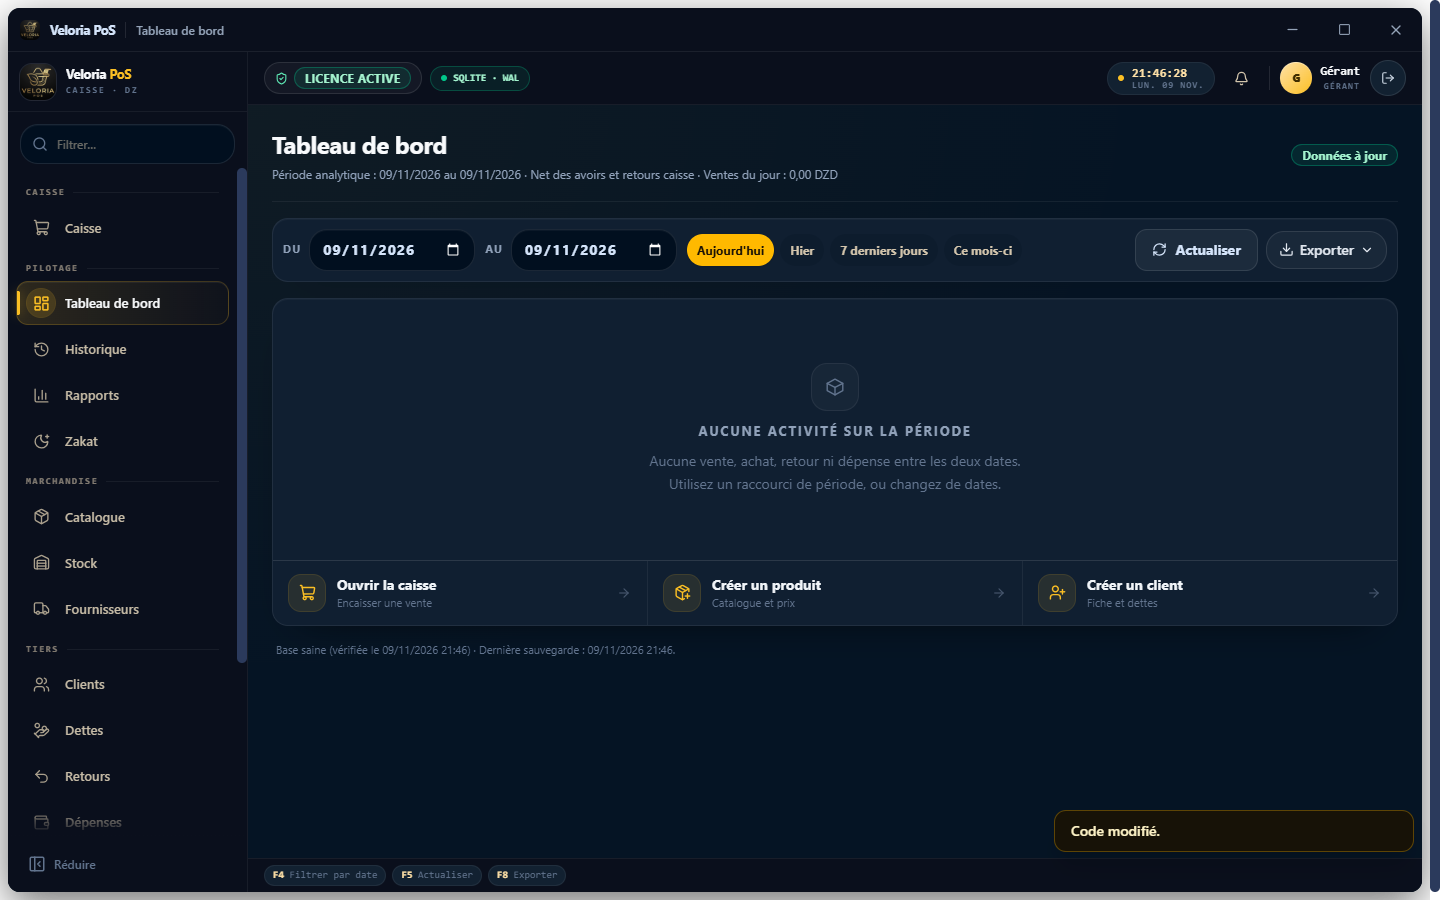 Veloria PoS
Tableau de bord
Veloria PoS
CAISSE · DZ
LICENCE ACTIVE
SQLITE · WAL
21:46:28
LUN. 09 NOV.
G
Gérant
GÉRANT
Filtrer...
CAISSE
Caisse
PILOTAGE
Tableau de bord
Historique
Rapports
Zakat
MARCHANDISE
Catalogue
Stock
Fournisseurs
TIERS
Clients
Dettes
Retours
Dépenses
Réduire
Tableau de bord
Période analytique : 09/11/2026 au 09/11/2026 · Net des avoirs et retours caisse · Ventes du jour : 0,00 DZD
Données à jour
DU 09/11/2026 AU 09/11/2026 Aujourd'hui Hier 7 derniers jours Ce mois-ci Actualiser Exporter
AUCUNE ACTIVITÉ SUR LA PÉRIODE
Aucune vente, achat, retour ni dépense entre les deux dates.
Utilisez un raccourci de période, ou changez de dates.
Ouvrir la caisse
Encaisser une vente
Créer un produit
Catalogue et prix
Créer un client
Fiche et dettes
Base saine (vérifiée le 09/11/2026 21:46) · Dernière sauvegarde : 09/11/2026 21:46.
Code modifié.
F4 Filtrer par date F5 Actualiser F8 Exporter